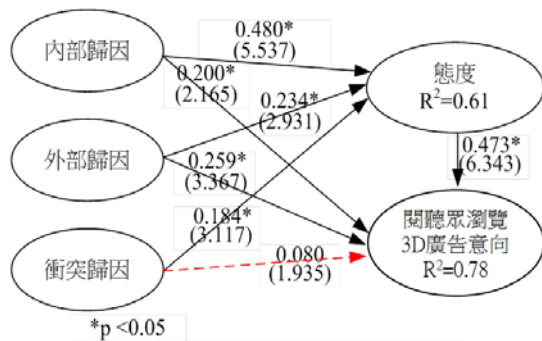 內部歸因
0.480*
(5.537)
0.200*
(2.165)
態度
R²=0.61
0.234*
(2.931)
外部歸因
0.259*
(3.367)
0.473*
(6.343)
0.184*
(3.117)
閱聽眾瀏覽
3D廣告意向
R²=0.78
衝突歸因
0.080
(1.935)
*p <0.05